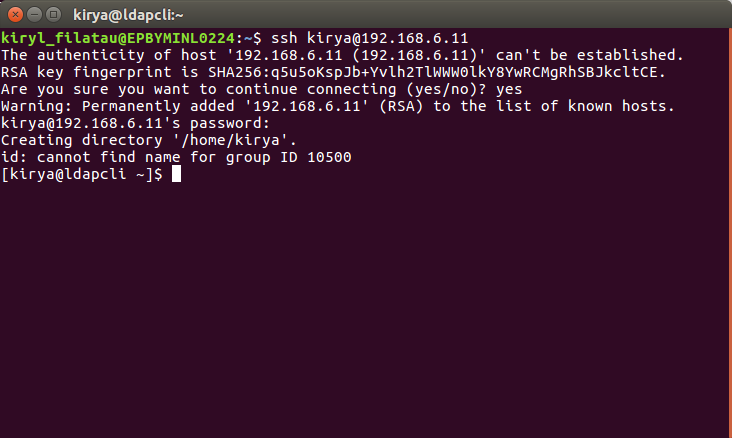 kirya@ldapcli:~
kiryl_filatau@EPBYMINL0224:~$ ssh kirya@192.168.6.11
The authenticity of host '192.168.6.11 (192.168.6.11)' can't be established.
RSA key fingerprint is SHA256:q5u5oKspJb+Yvlh2TlWWW0lkY8YwRCMgRhSBJkcltCE.
Are you sure you want to continue connecting (yes/no)? yes
Warning: Permanently added '192.168.6.11' (RSA) to the list of known hosts.
kirya@192.168.6.11's password:
Creating directory '/home/kirya'.
id: cannot find name for group ID 10500
[kirya@ldapcli ~]$